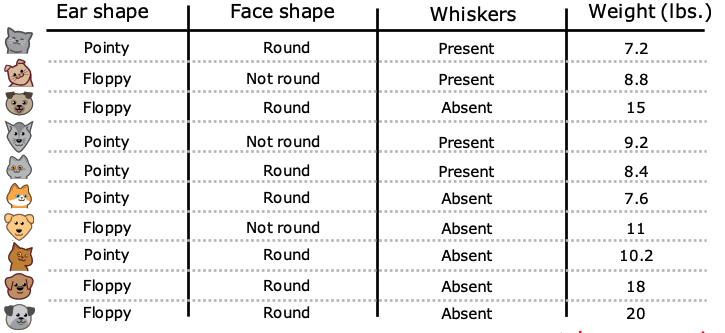 Ear shape Face shape Whiskers Weight (lbs.)
Pointy Round Present 7.2
Floppy Not round Present 8.8
Floppy Round Absent 15
Pointy Not round Present 9.2
Pointy Round Present 8.4
Pointy Round Absent 7.6
Floppy Not round Absent 11
Pointy Round Absent 10.2
Floppy Round Absent 18
Floppy Round Absent 20